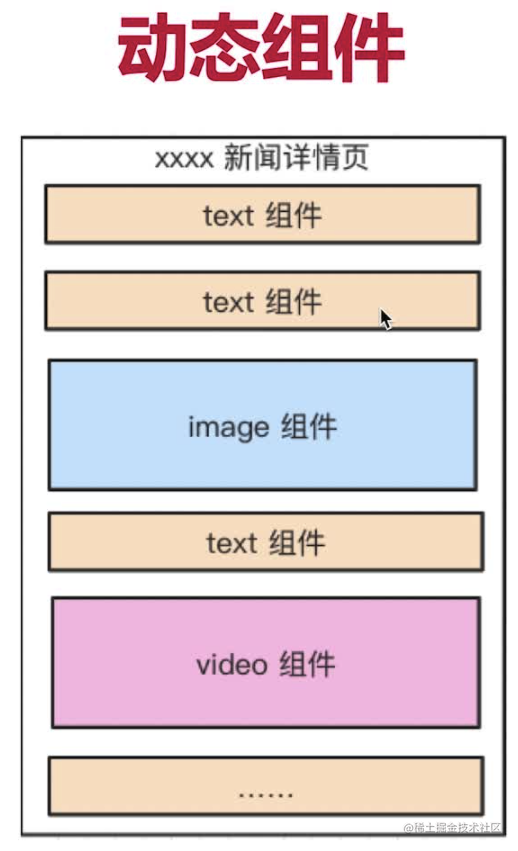 动态组件
xxxx 新闻详情页
text 组件
text 组件
image 组件
text 组件
video 组件
……
@稀土掘金技术社区